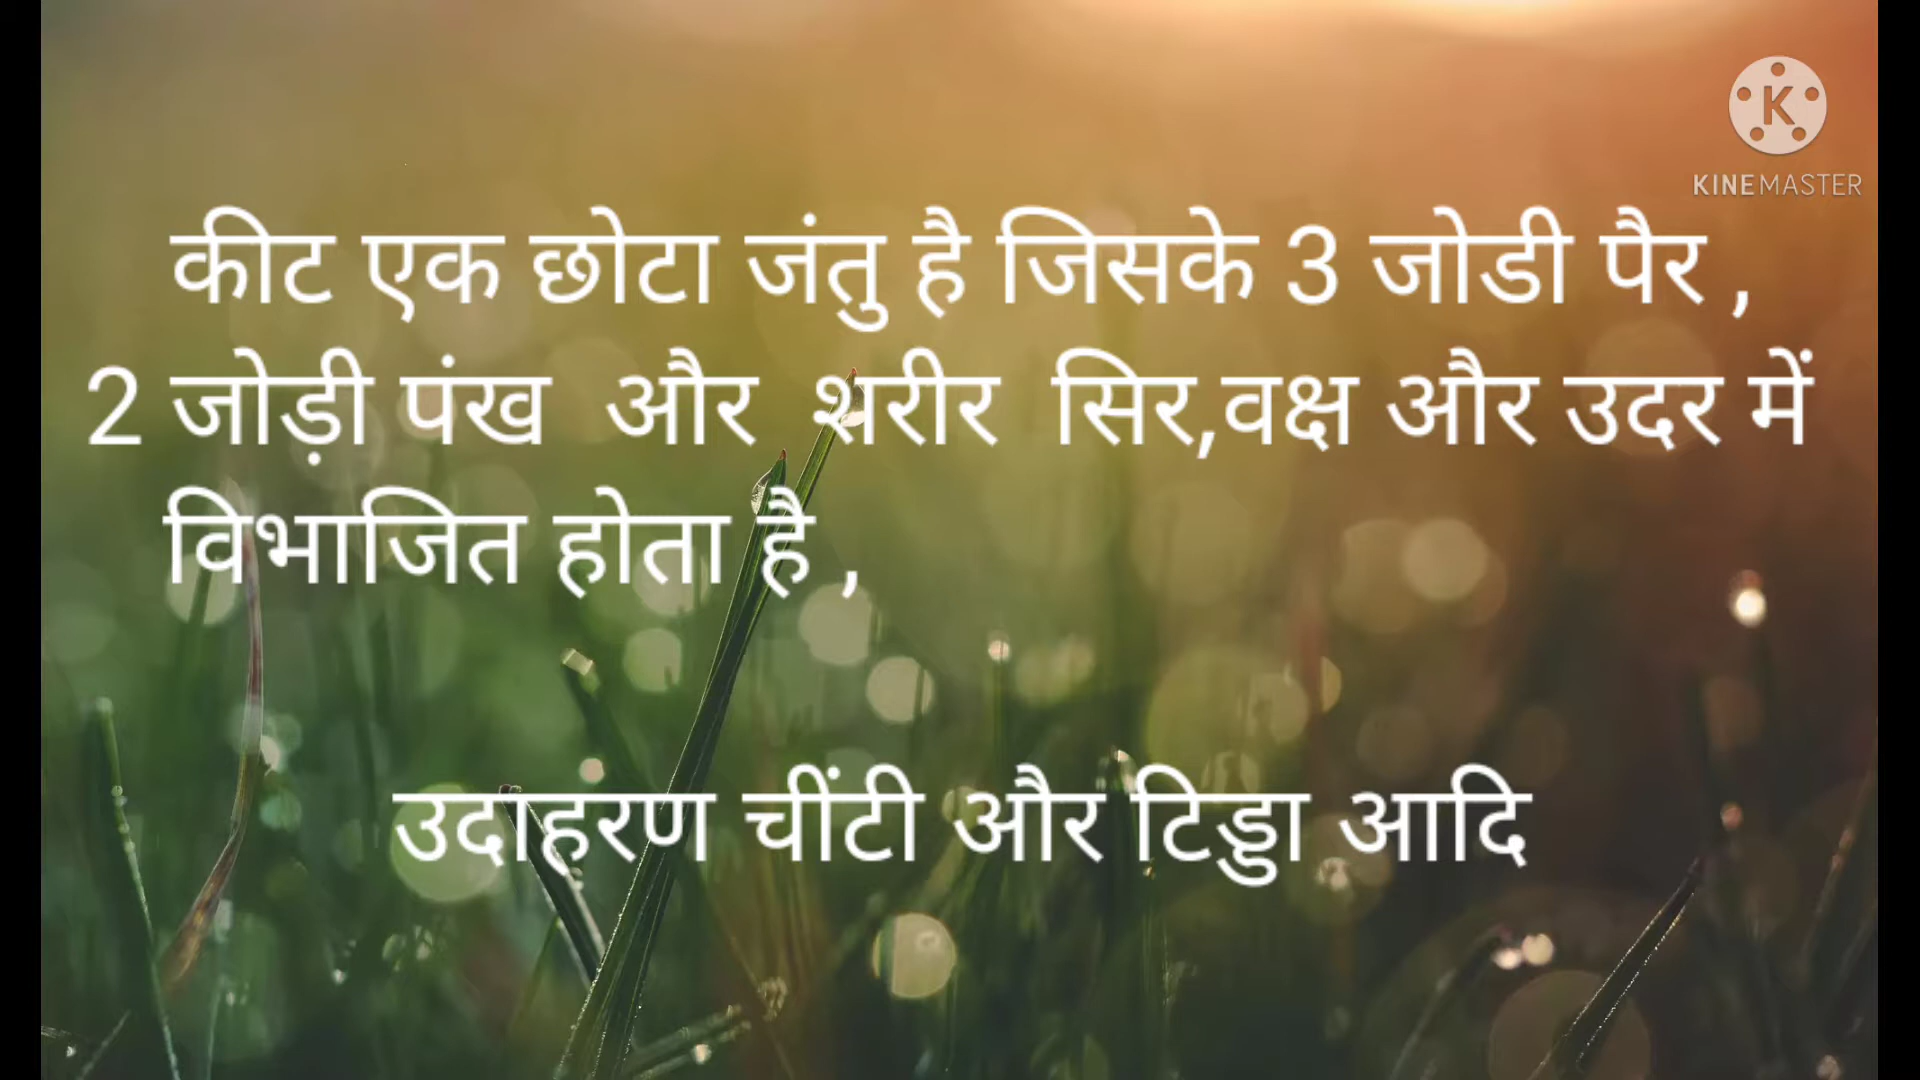 K
KINEMASTER
कीट एक छोटा जंतु है जिसके 3 जोडी पैर ,
2 जोड़ी पंख और शरीर सिर,वक्ष और उदर में
विभाजित होता है ,
उदाहरण चींटी और टिड्डा आदि